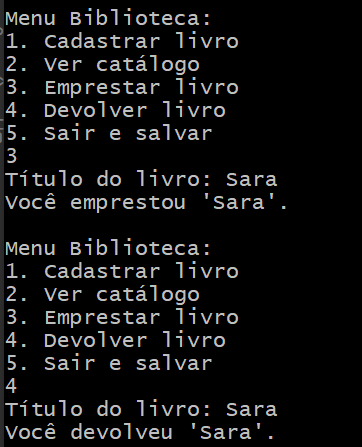 Menu Biblioteca:
1. Cadastrar livro
2. Ver catálogo
3. Emprestar livro
4. Devolver livro
5. Sair e salvar
3
Título do livro: Sara
Você emprestou 'Sara'.
Menu Biblioteca:
1. Cadastrar livro
2. Ver catálogo
3. Emprestar livro
4. Devolver livro
5. Sair e salvar
4
Título do livro: Sara
Você devolveu 'Sara'.